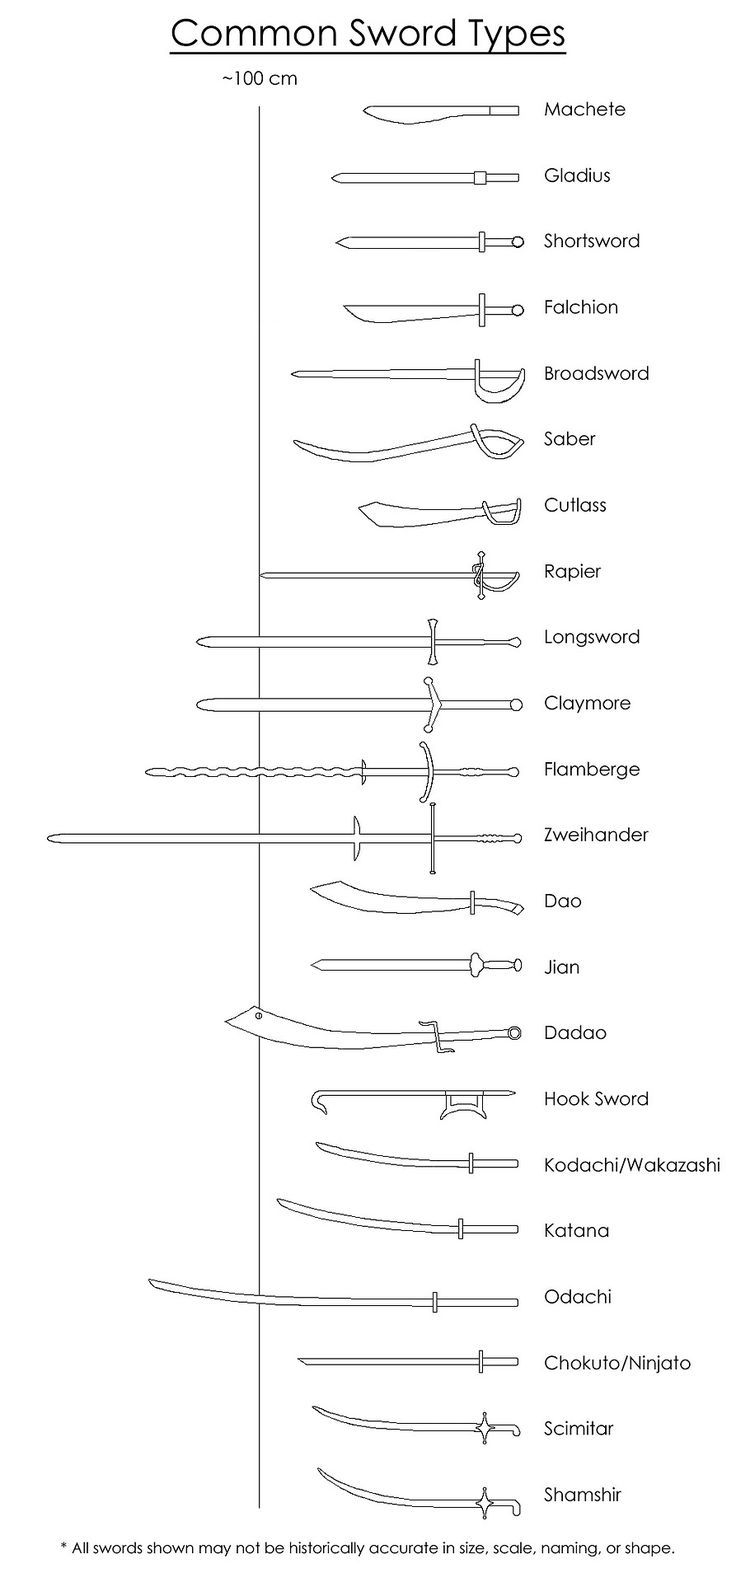 Common Sword Types
~100 cm
Machete
Gladius
Shortsword
Falchion
Broadsword
Saber
Cutlass
Rapier
Longsword
Claymore
Flamberge
Zweihander
Dao
Jian
Dadao
Hook Sword
Kodachi/Wakazashi
Katana
Odachi
Chokuto/Ninjato
Scimitar
Shamshir
* All swords shown may not be historically accurate in size, scale, naming, or shape.